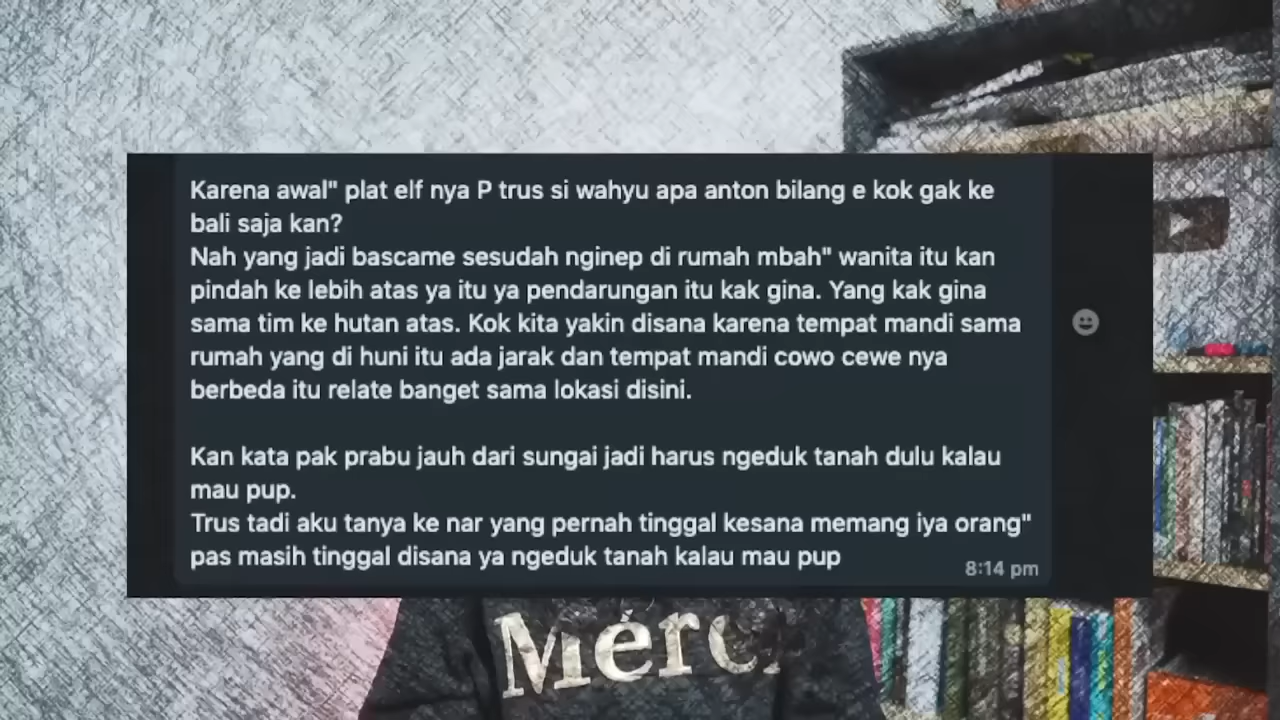 Karena awal" plat elf nya P trus si wahyu apa anton bilang e kok gak ke
bali saja kan?
Nah yang jadi bascame sesudah nginep di rumah mbah" wanita itu kan
pindah ke lebih atas ya itu ya pendarungan itu kak gina. Yang kak gina
sama tim ke hutan atas. Kok kita yakin disana karena tempat mandi sama
rumah yang di huni itu ada jarak dan tempat mandi cowo cewe nya
berbeda itu relate banget sama lokasi disini.
Kan kata pak prabu jauh dari sungai jadi harus ngeduk tanah dulu kalau
mau pup.
Trus tadi aku tanya ke nar yang pernah tinggal kesana memang iya orang"
pas masih tinggal disana ya ngeduk tanah kalau mau pup
8:14 pm